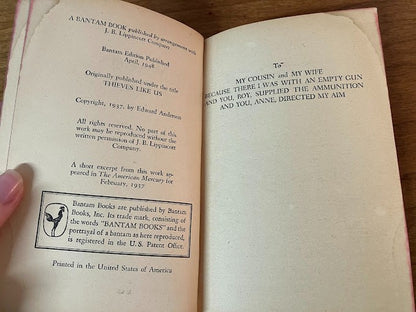 A BANTAM BOOK published by arrangement with
J. B. Lippincott Company
Bantam Edition Published
April, 1948
Originally published under the title
THIEVES LIKE US
Copyright, 1937, by Edward Anderson
All rights reserved. No part of this
work may be reproduced without the
written permission of J. B. Lippincott
Company.
A short excerpt from this work ap-
peared in The American Mercury for
February, 1937
Bantam Books are published by Bantam
Books, Inc. Its trade mark, consisting of
the words "BANTAM BOOKS" and the
portrayal of a bantam as here reproduced,
is registered in the U.S. Patent Office.
Printed in the United States of America
To
MY COUSIN and MY WIFE
BECAUSE THERE I WAS WITH AN EMPTY GUN
AND YOU, ROY, SUPPLIED THE AMMUNITION
AND YOU, ANNE, DIRECTED MY AIM